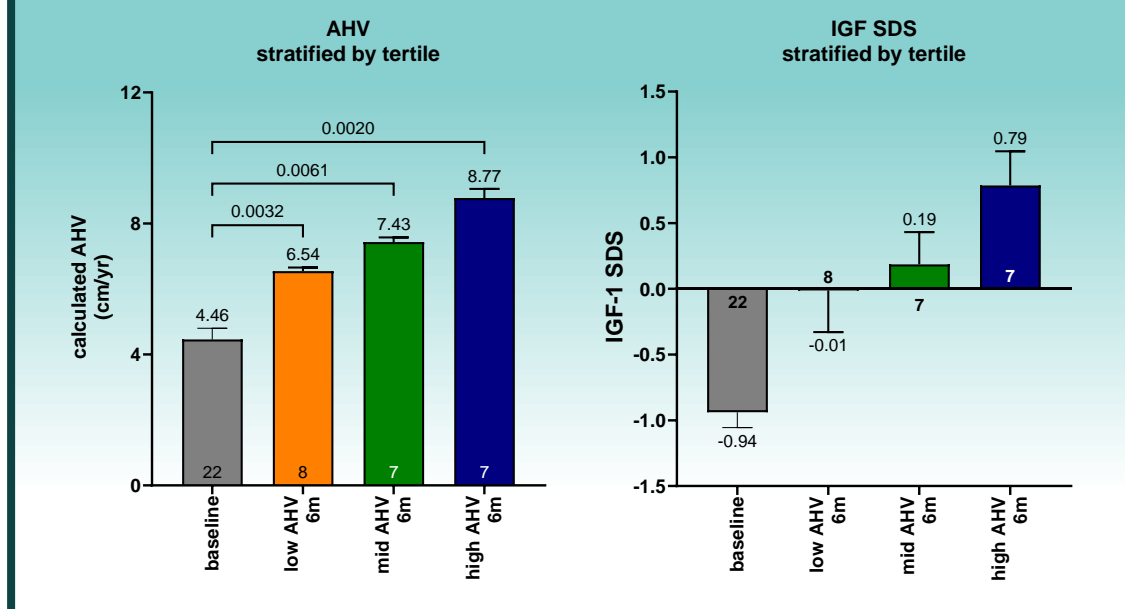 AHV
stratified by tertile
calculated AHV
(cm/yr)
12
8
4
0
0.0020
0.0061
0.0032
4.46
6.54
7.43
8.77
22
8
7
7
baseline
low AHV
6m
mid AHV
6m
high AHV
6m
IGF SDS
stratified by tertile
IGF-1 SDS
1.5
1.0
0.5
0.0
-0.5
-1.0
-1.5
0.79
0.19
-0.01
-0.94
22
8
7
7
baseline
low AHV
6m
mid AHV
6m
high AHV
6m